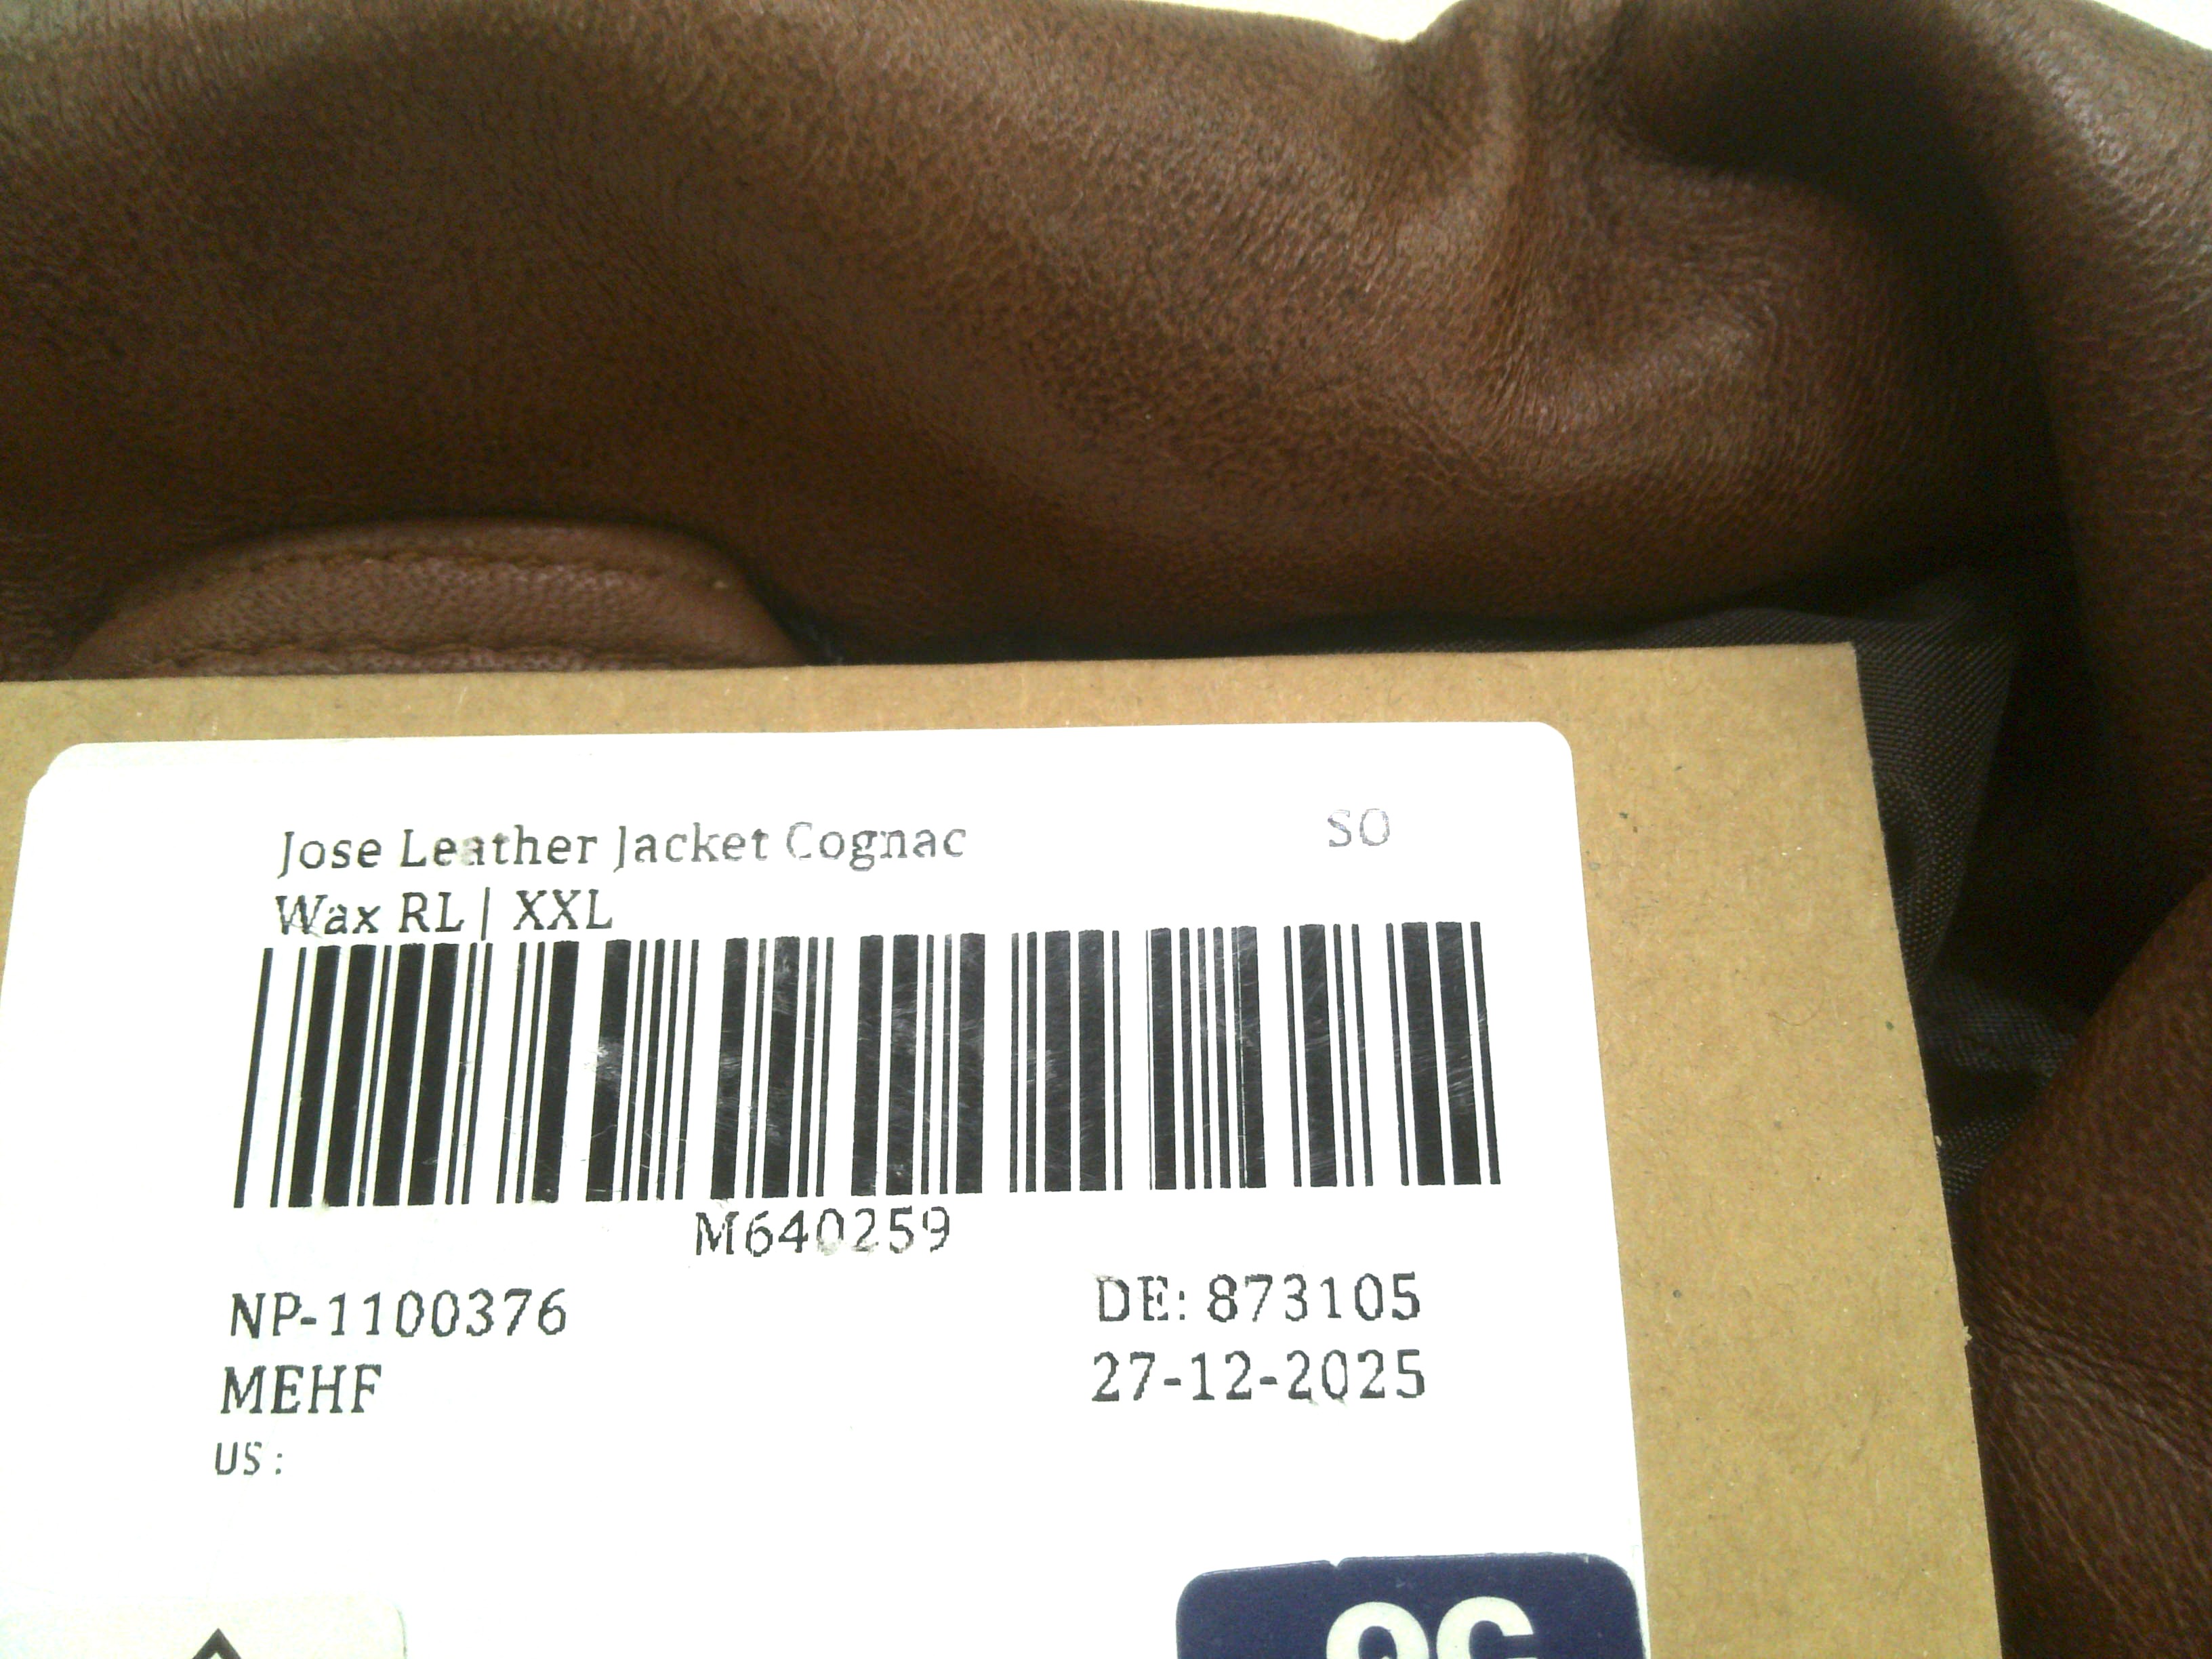 Jose Leather Jacket Cognac
SO
Wax RL | XXL
M640259
NP-1100376
DE: 873105
MEHF
27-12-2025
US :